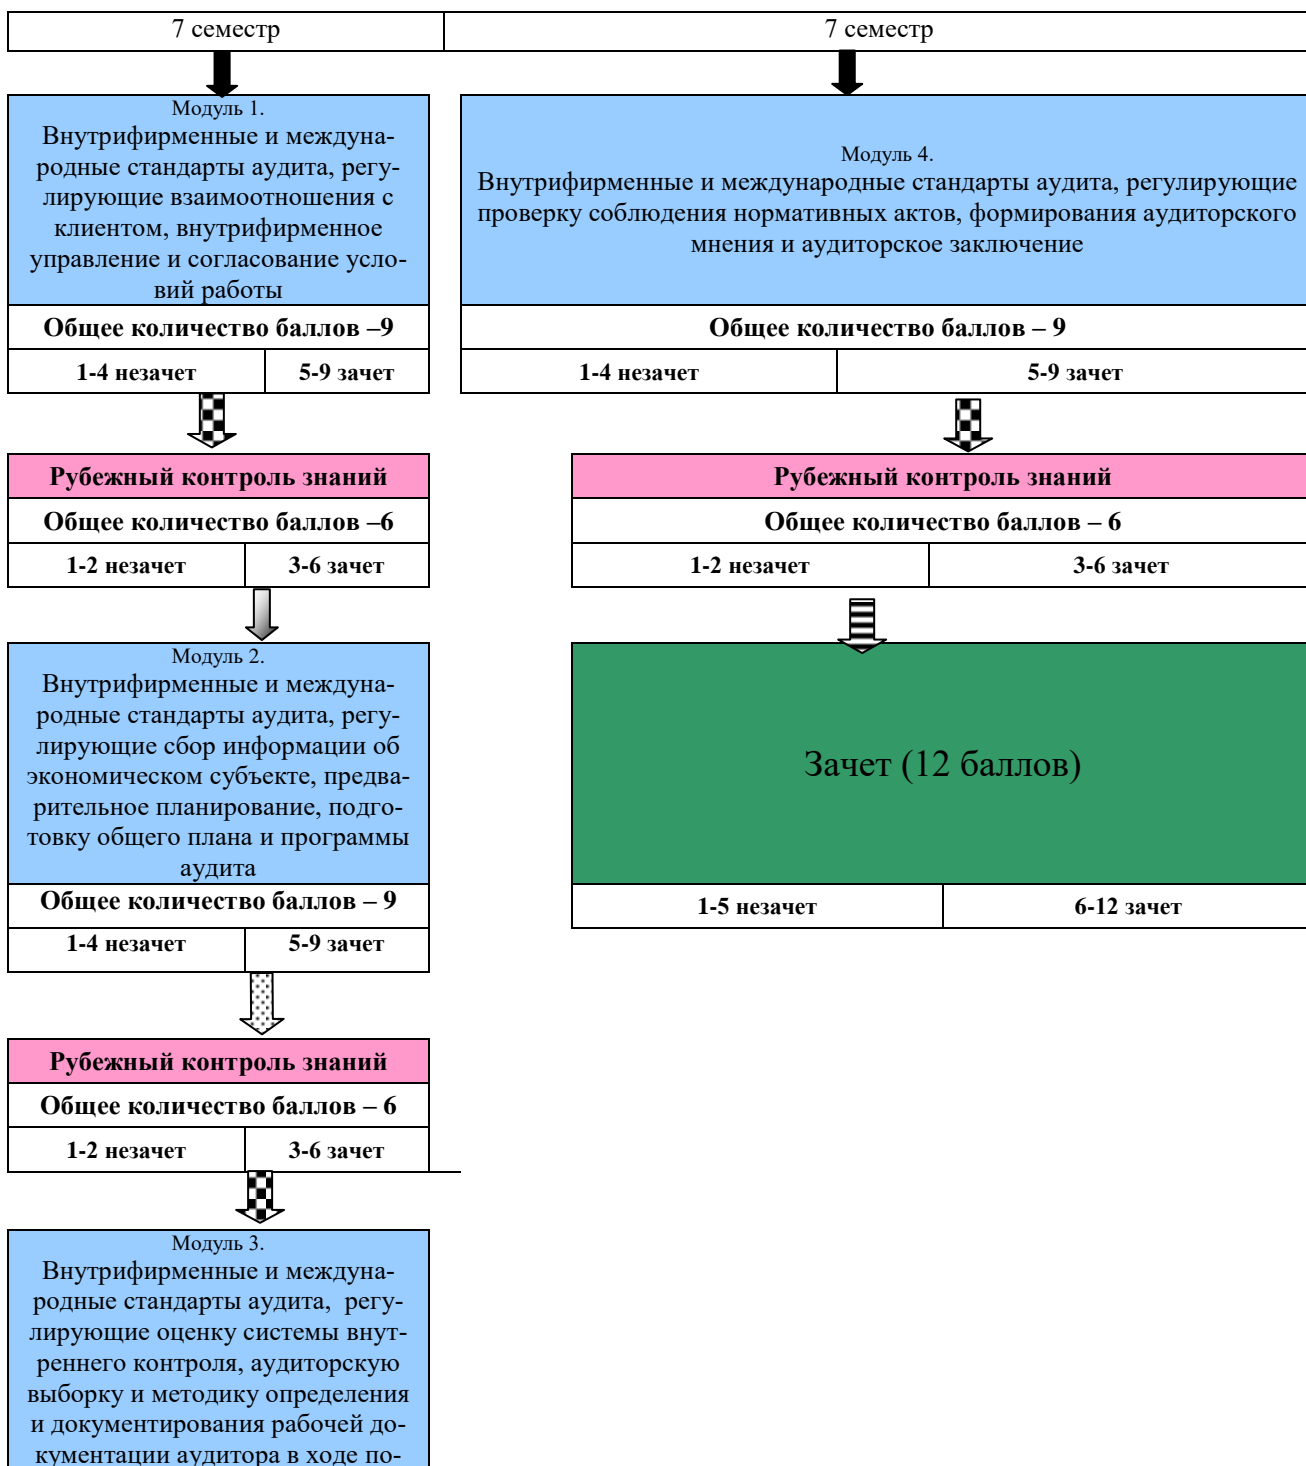 7 семестр
7 семестр
Модуль 1.
Внутрифирменные и междуна-
родные стандарты аудита, регу-
лирующие взаимоотношения с
клиентом, внутрифирменное
управление и согласование усло-
вий работы
Общее количество баллов –9
1-4 незачет
5-9 зачет
Рубежный контроль знаний
Общее количество баллов –6
1-2 незачет
3-6 зачет
Модуль 2.
Внутрифирменные и междуна-
родные стандарты аудита, регу-
лирующие сбор информации об
экономическом субъекте, предва-
рительное планирование, подго-
товку общего плана и программы
аудита
Общее количество баллов – 9
1-4 незачет
5-9 зачет
Рубежный контроль знаний
Общее количество баллов – 6
1-2 незачет
3-6 зачет
Модуль 3.
Внутрифирменные и междуна-
родные стандарты аудита, регу-
лирующие оценку системы внут-
реннего контроля, аудиторскую
выборку и методику определения
и документирования рабочей до-
кументации аудитора в ходе по-
Модуль 4.
Внутрифирменные и международные стандарты аудита, регулирующие
проверку соблюдения нормативных актов, формирования аудиторского
мнения и аудиторское заключение
Общее количество баллов – 9
1-4 незачет
5-9 зачет
Рубежный контроль знаний
Общее количество баллов – 6
1-2 незачет
3-6 зачет
Зачет (12 баллов)
1-5 незачет
6-12 зачет